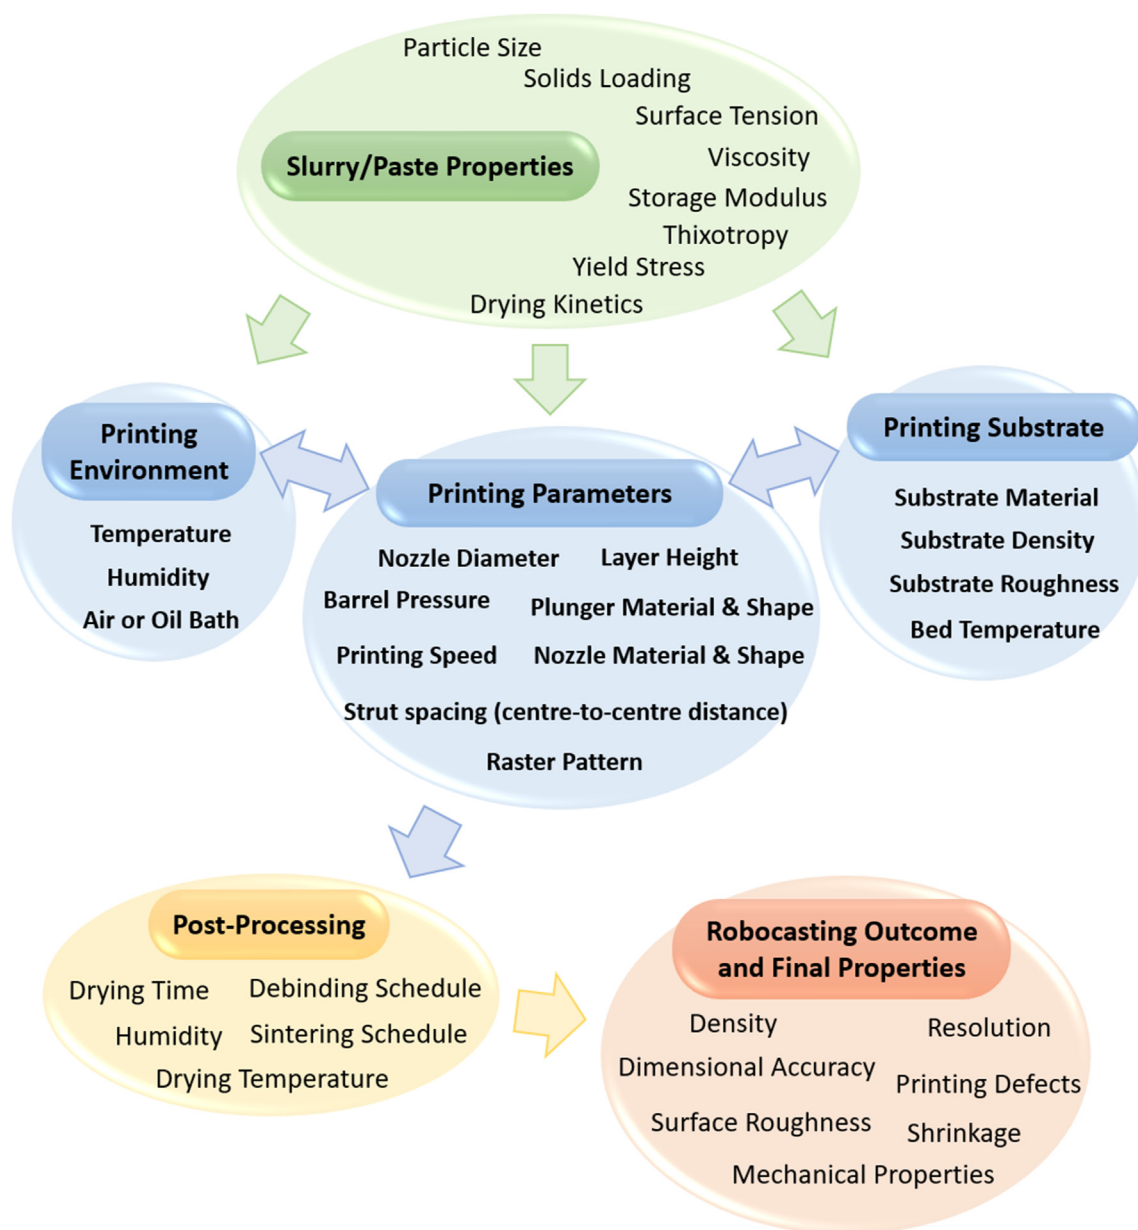 Particle Size
Solids Loading
Surface Tension
Slurry/Paste Properties
Viscosity
Storage Modulus
Thixotropy
Yield Stress
Drying Kinetics
Printing
Environment
Temperature
Humidity
Air or Oil Bath
Printing Parameters
Nozzle Diameter
Layer Height
Barrel Pressure
Plunger Material & Shape
Printing Speed
Nozzle Material & Shape
Strut spacing (centre-to-centre distance)
Raster Pattern
Printing Substrate
Substrate Material
Substrate Density
Substrate Roughness
Bed Temperature
Post-Processing
Drying Time
Debinding Schedule
Humidity
Sintering Schedule
Drying Temperature
Robocasting Outcome
and Final Properties
Density
Resolution
Dimensional Accuracy
Printing Defects
Surface Roughness
Shrinkage
Mechanical Properties